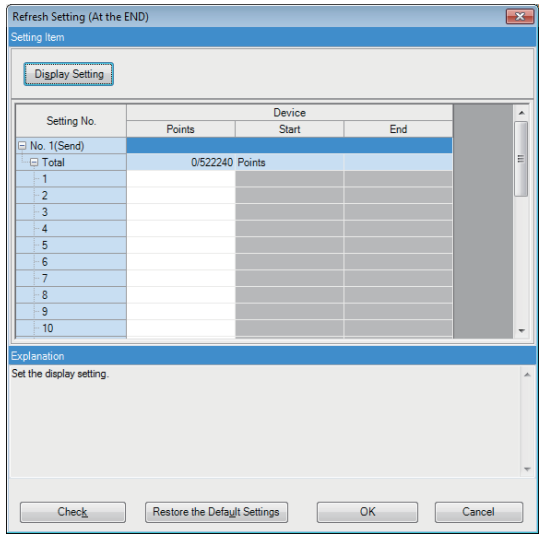 Refresh Setting (At the END)
Setting Item
Display Setting
Setting No. Device
Points Start End
No. 1(Send)
Total 0/522240 Points
1
2
3
4
5
6
7
8
9
10
Explanation
Set the display setting.
Check Restore the Default Settings OK Cancel